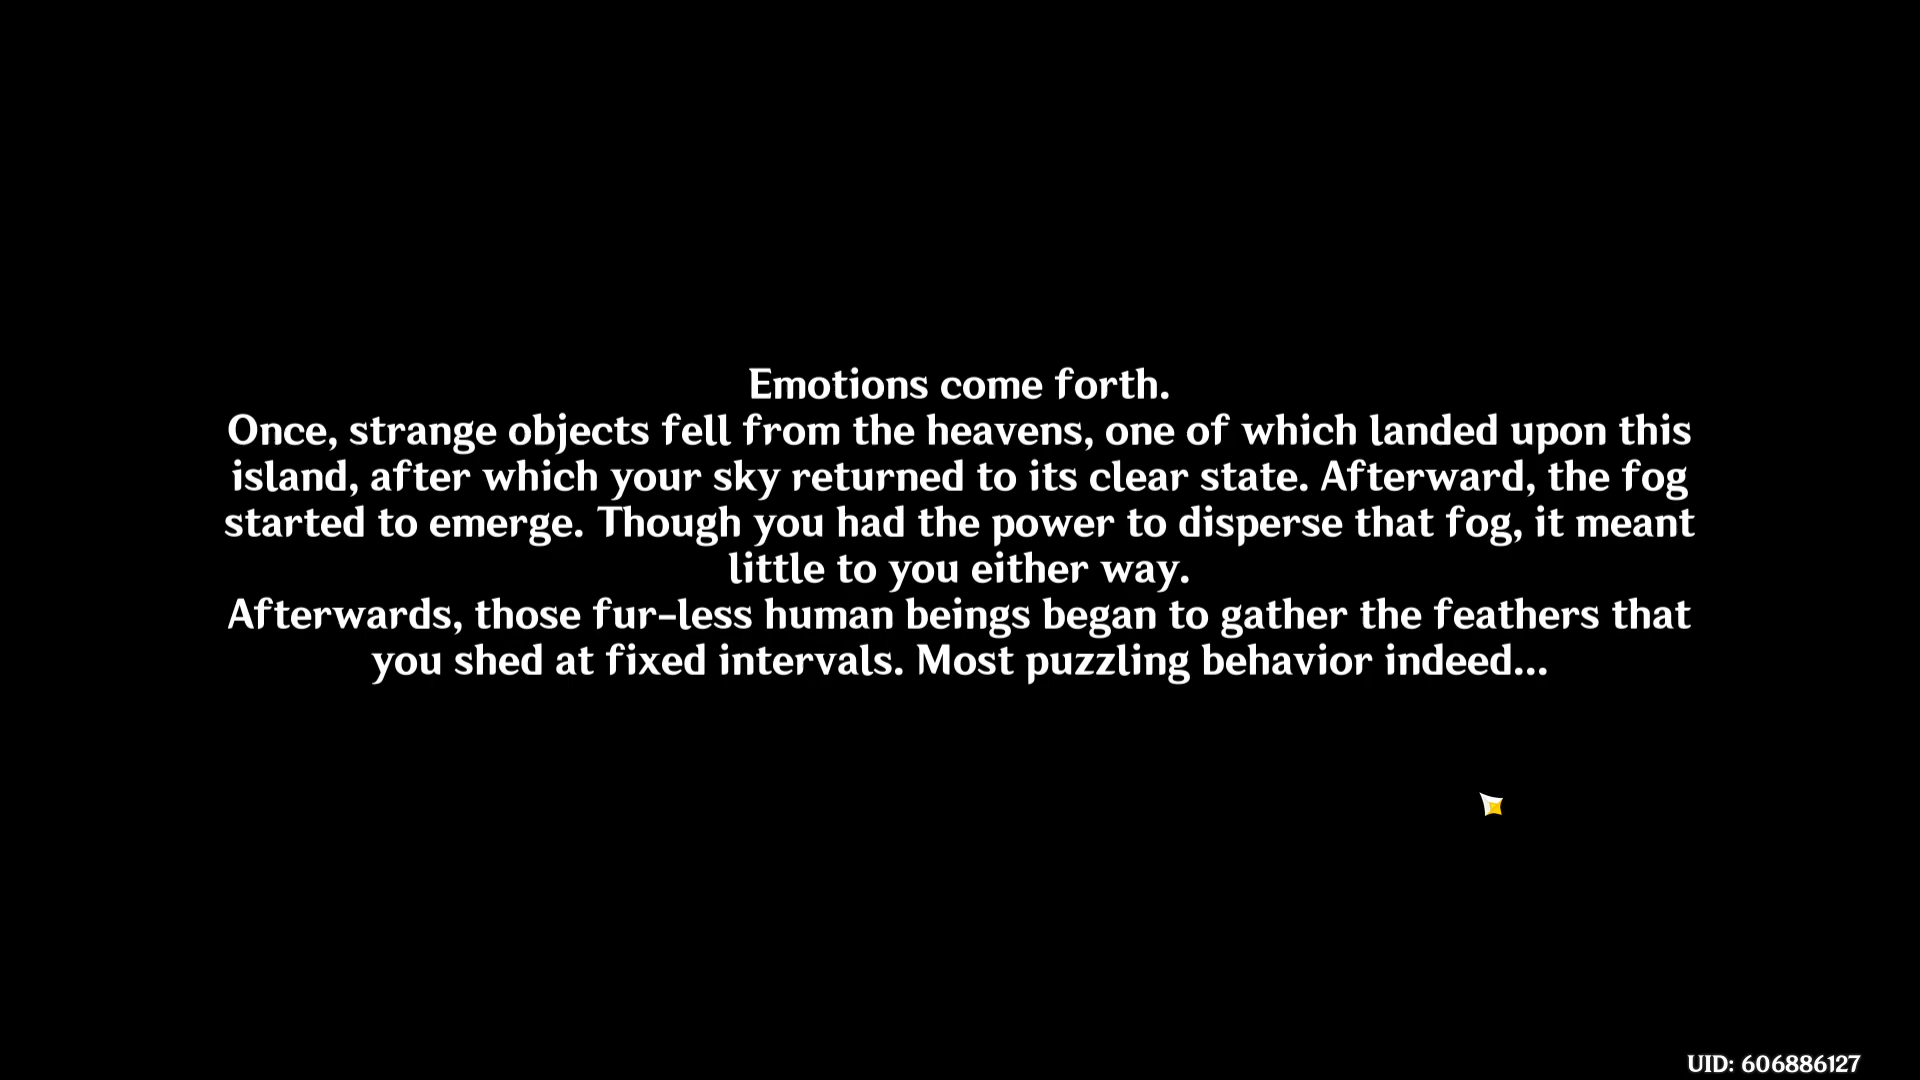 Emotions come forth.
Once, strange objects fell from the heavens, one of which landed upon this
island, after which your sky returned to its clear state. Afterward, the fog
started to emerge. Though you had the power to disperse that fog, it meant
little to you either way.
Afterwards, those fur-less human beings began to gather the feathers that
you shed at fixed intervals. Most puzzling behavior indeed...
UID: 606886127